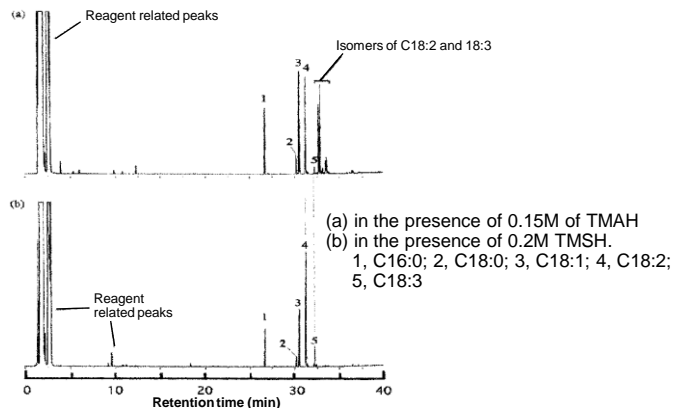 (a)
Reagent related peaks
Isomers of C18:2 and 18:3
3
4
1
2
5
(b)
(a) in the presence of 0.15M of TMAH
(b) in the presence of 0.2M TMSH.
1, C16:0; 2, C18:0; 3, C18:1; 4, C18:2;
5, C18:3
4
Reagent
related peaks
3
1
2
5
0 10 20 30 40
Retention time (min)